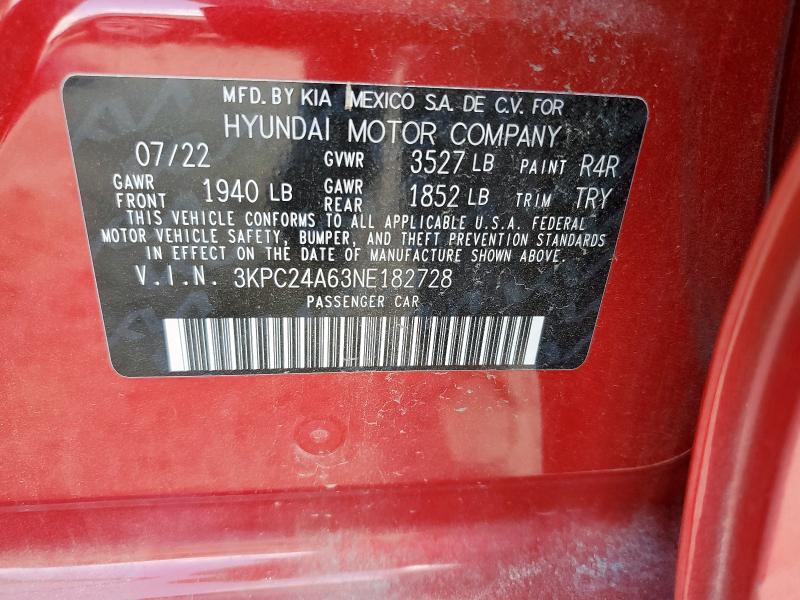 MFD. BY KIA MEXICO S.A. DE C.V. FOR
HYUNDAI MOTOR COMPANY
07/22 GVWR 3527 LB PAINT R4R
GAWR FRONT 1940 LB GAWR REAR 1852 LB TRIM TRY
THIS VEHICLE CONFORMS TO ALL APPLICABLE U.S.A. FEDERAL
MOTOR VEHICLE SAFETY, BUMPER, AND THEFT PREVENTION STANDARDS
IN EFFECT ON THE DATE OF MANUFACTURE SHOWN ABOVE.
V.I.N. 3KPC24A63NE182728
PASSENGER CAR